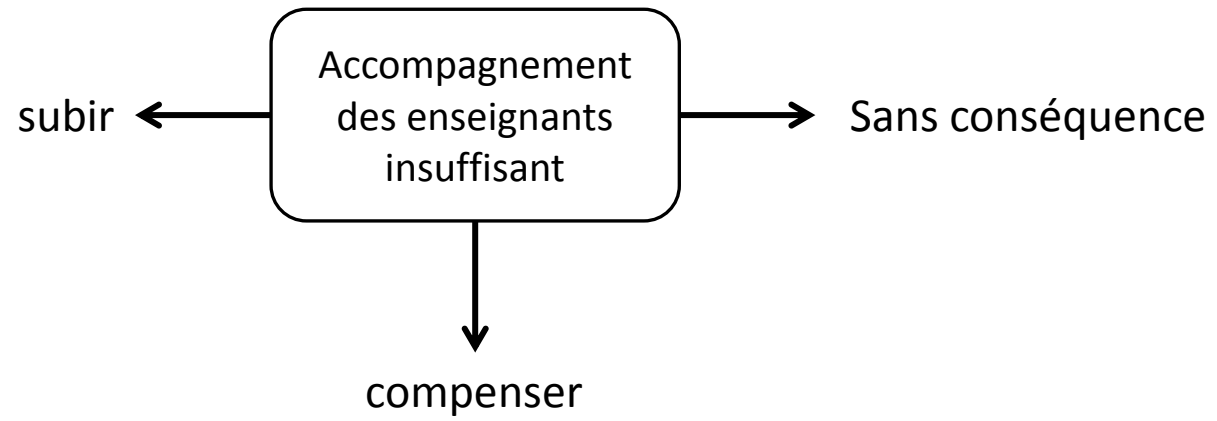 Accompagnement
des enseignants
insuffisant
subir
Sans conséquence
compenser